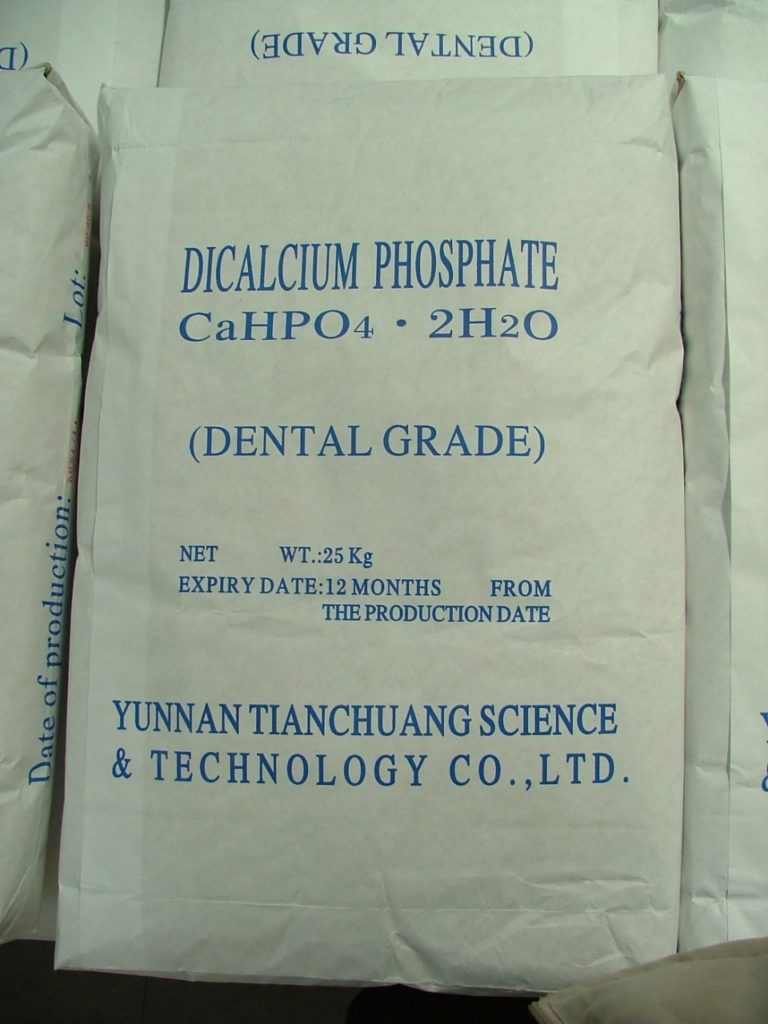 (DENTAL GRADE)
DICALCIUM PHOSPHATE
CaHPO4 · 2H2O
(DENTAL GRADE)
NET WT.:25 Kg
EXPIRY DATE:12 MONTHS FROM
THE PRODUCTION DATE
YUNNAN TIANCHUANG SCIENCE
& TECHNOLOGY CO.,LTD.
Date of production: Lot: